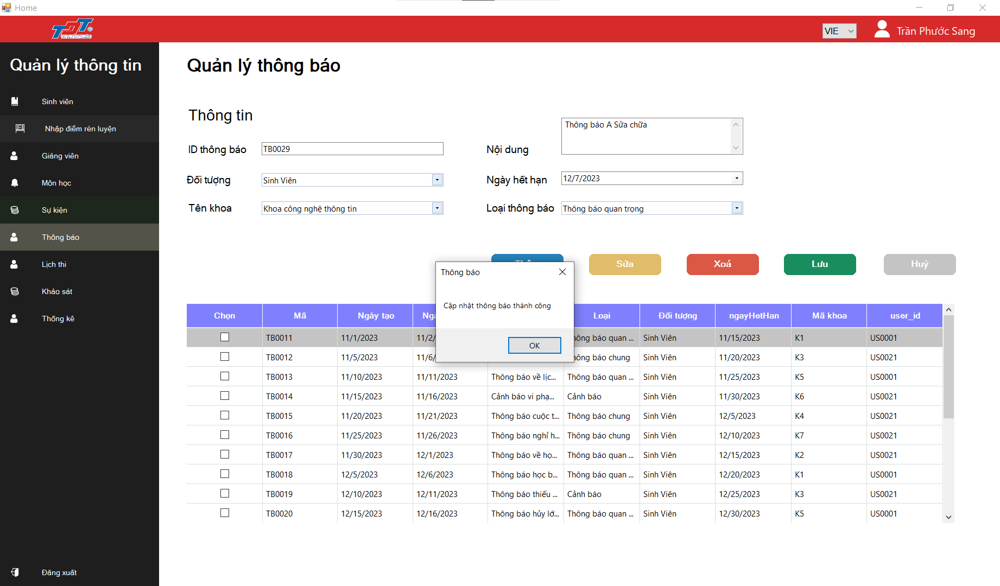 Home
VIE
Trần Phước Sang
Quản lý thông tin
Sinh viên
Nhập điểm rèn luyện
Giảng viên
Môn học
Sự kiện
Thông báo
Lịch thi
Khảo sát
Thống kê
Đăng xuất
Quản lý thông báo
Thông tin
ID thông báo TB0029
Đối tượng Sinh Viên
Tên khoa Khoa công nghệ thông tin
Nội dung Thông báo A Sửa chữa
Ngày hết hạn 12/7/2023
Loại thông báo Thông báo quan trọng
Sửa Xoá Lưu Huỷ
Thông báo
Cập nhật thông báo thành công
OK
Chọn Mã Ngày tạo Loại Đối tượng ngayHetHan Mã khoa user_id
TB0011 11/1/2023 11/2/ báo quan ... Sinh Viên 11/15/2023 K1 US0001
TB0012 11/5/2023 11/6/ báo chung Sinh Viên 11/20/2023 K3 US0021
TB0013 11/10/2023 11/11/2023 Thông báo về lịc... Thông báo quan ... Sinh Viên 11/25/2023 K5 US0001
TB0014 11/15/2023 11/16/2023 Cảnh báo vi phạ... Cảnh báo Sinh Viên 11/30/2023 K6 US0021
TB0015 11/20/2023 11/21/2023 Thông báo cuộc t... Thông báo chung Sinh Viên 12/5/2023 K4 US0021
TB0016 11/25/2023 11/26/2023 Thông báo nghỉ h... Thông báo chung Sinh Viên 12/10/2023 K7 US0021
TB0017 11/30/2023 12/1/2023 Thông báo về họ... Thông báo quan ... Sinh Viên 12/15/2023 K2 US0021
TB0018 12/5/2023 12/6/2023 Thông báo học b... Thông báo quan ... Sinh Viên 12/20/2023 K1 US0001
TB0019 12/10/2023 12/11/2023 Thông báo thiếu ... Cảnh báo Sinh Viên 12/25/2023 K3 US0021
TB0020 12/15/2023 12/16/2023 Thông báo hủy lớ... Thông báo quan ... Sinh Viên 12/30/2023 K5 US0001